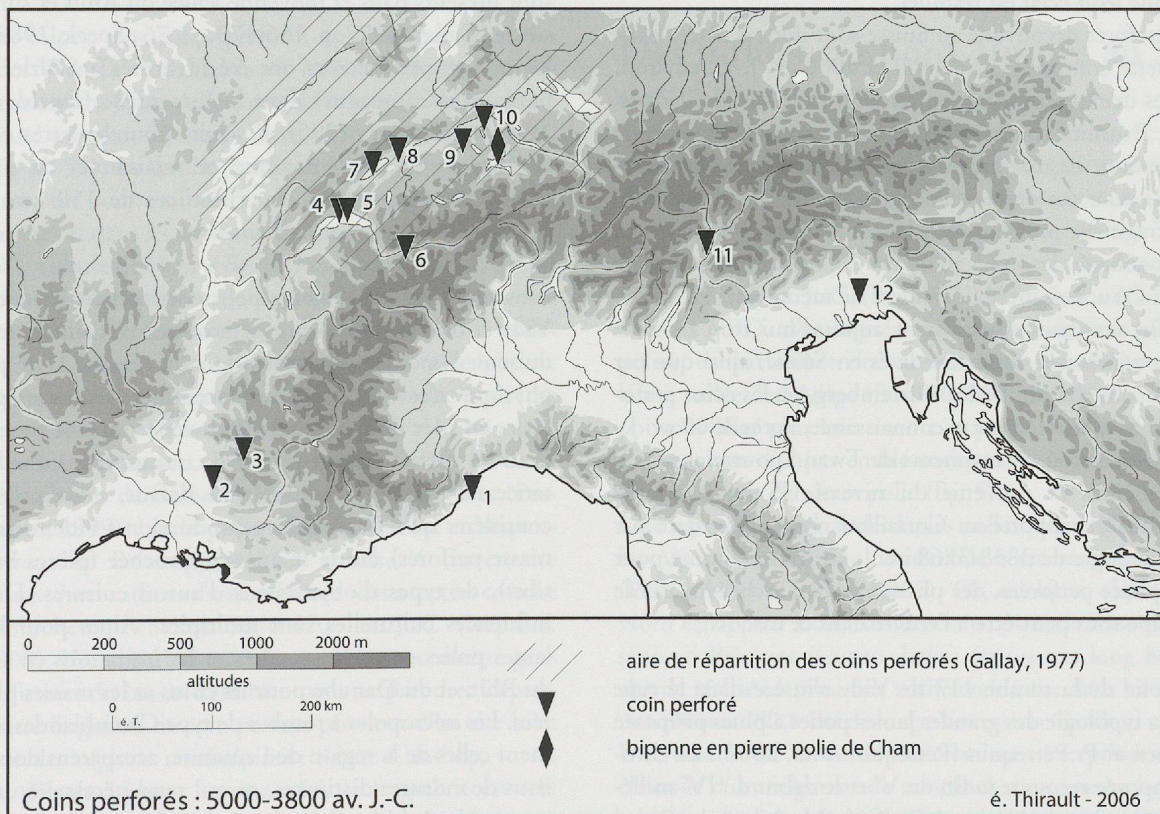 10
8
9
7
4
5
6
11
12
3
2
0 200 500 1000 2000 m
altitudes
é. T.
0 100 200 km
aire de répartition des coins perforés (Gallay, 1977)
coin perforé
bipenne en pierre polie de Cham
Coins perforés : 5000-3800 av. J.-C.
é. Thirault - 2006